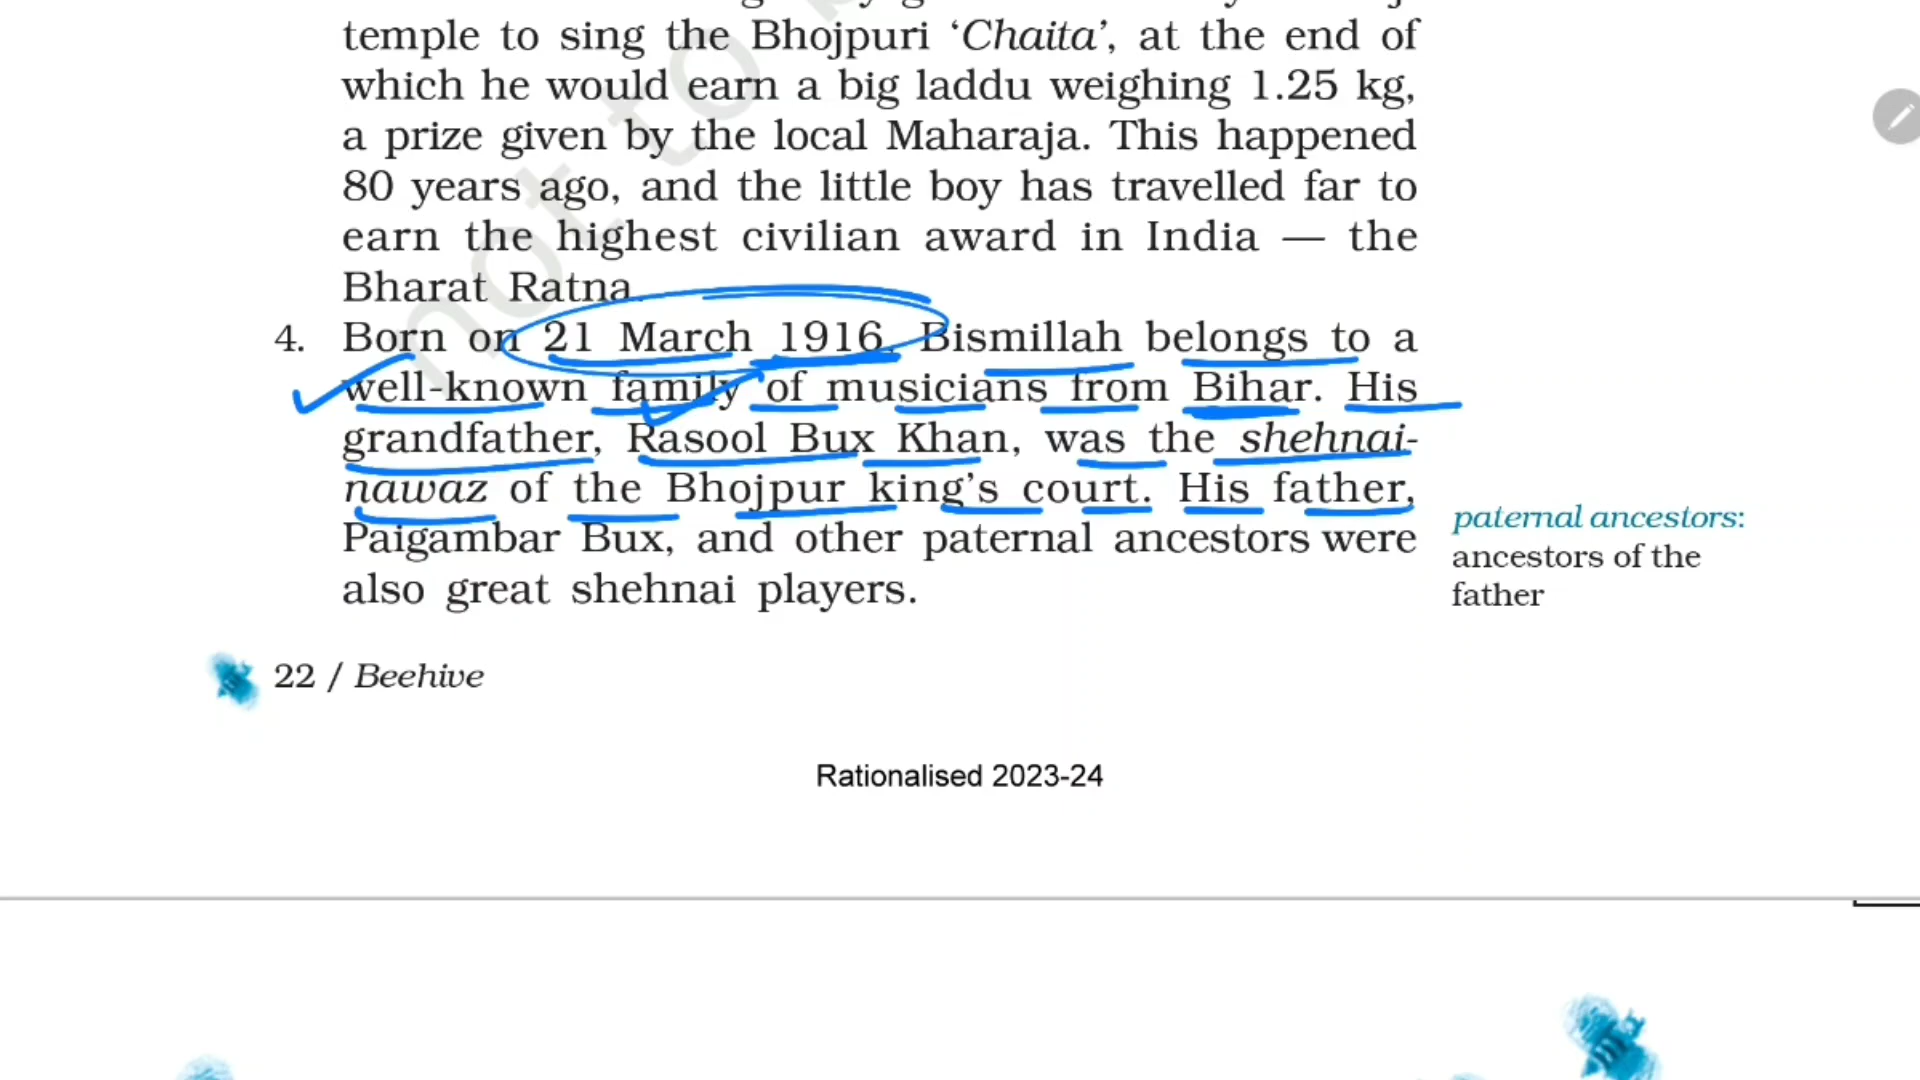 temple to sing the Bhojpuri ‘Chaita’, at the end of
which he would earn a big laddu weighing 1.25 kg,
a prize given by the local Maharaja. This happened
80 years ago, and the little boy has travelled far to
earn the highest civilian award in India — the
Bharat Ratna.
4. Born on 21 March 1916, Bismillah belongs to a
well-known family of musicians from Bihar. His
grandfather, Rasool Bux Khan, was the shehnai-
nawaz of the Bhojpur king’s court. His father,
Paigambar Bux, and other paternal ancestors were
also great shehnai players.
paternal ancestors:
ancestors of the
father
22 / Beehive
Rationalised 2023-24
not to